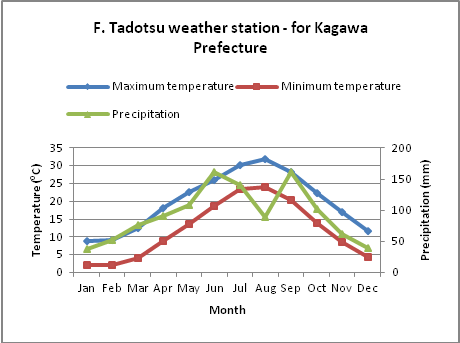 F. Tadotsu weather station - for Kagawa
Prefecture
Maximum temperature Minimum temperature
Precipitation
Temperature (⁰C)
35
30
25
20
15
10
5
0
200
150
100
50
0
Precipitation (mm)
Jan Feb Mar Apr May Jun Jul Aug Sep Oct Nov Dec
Month